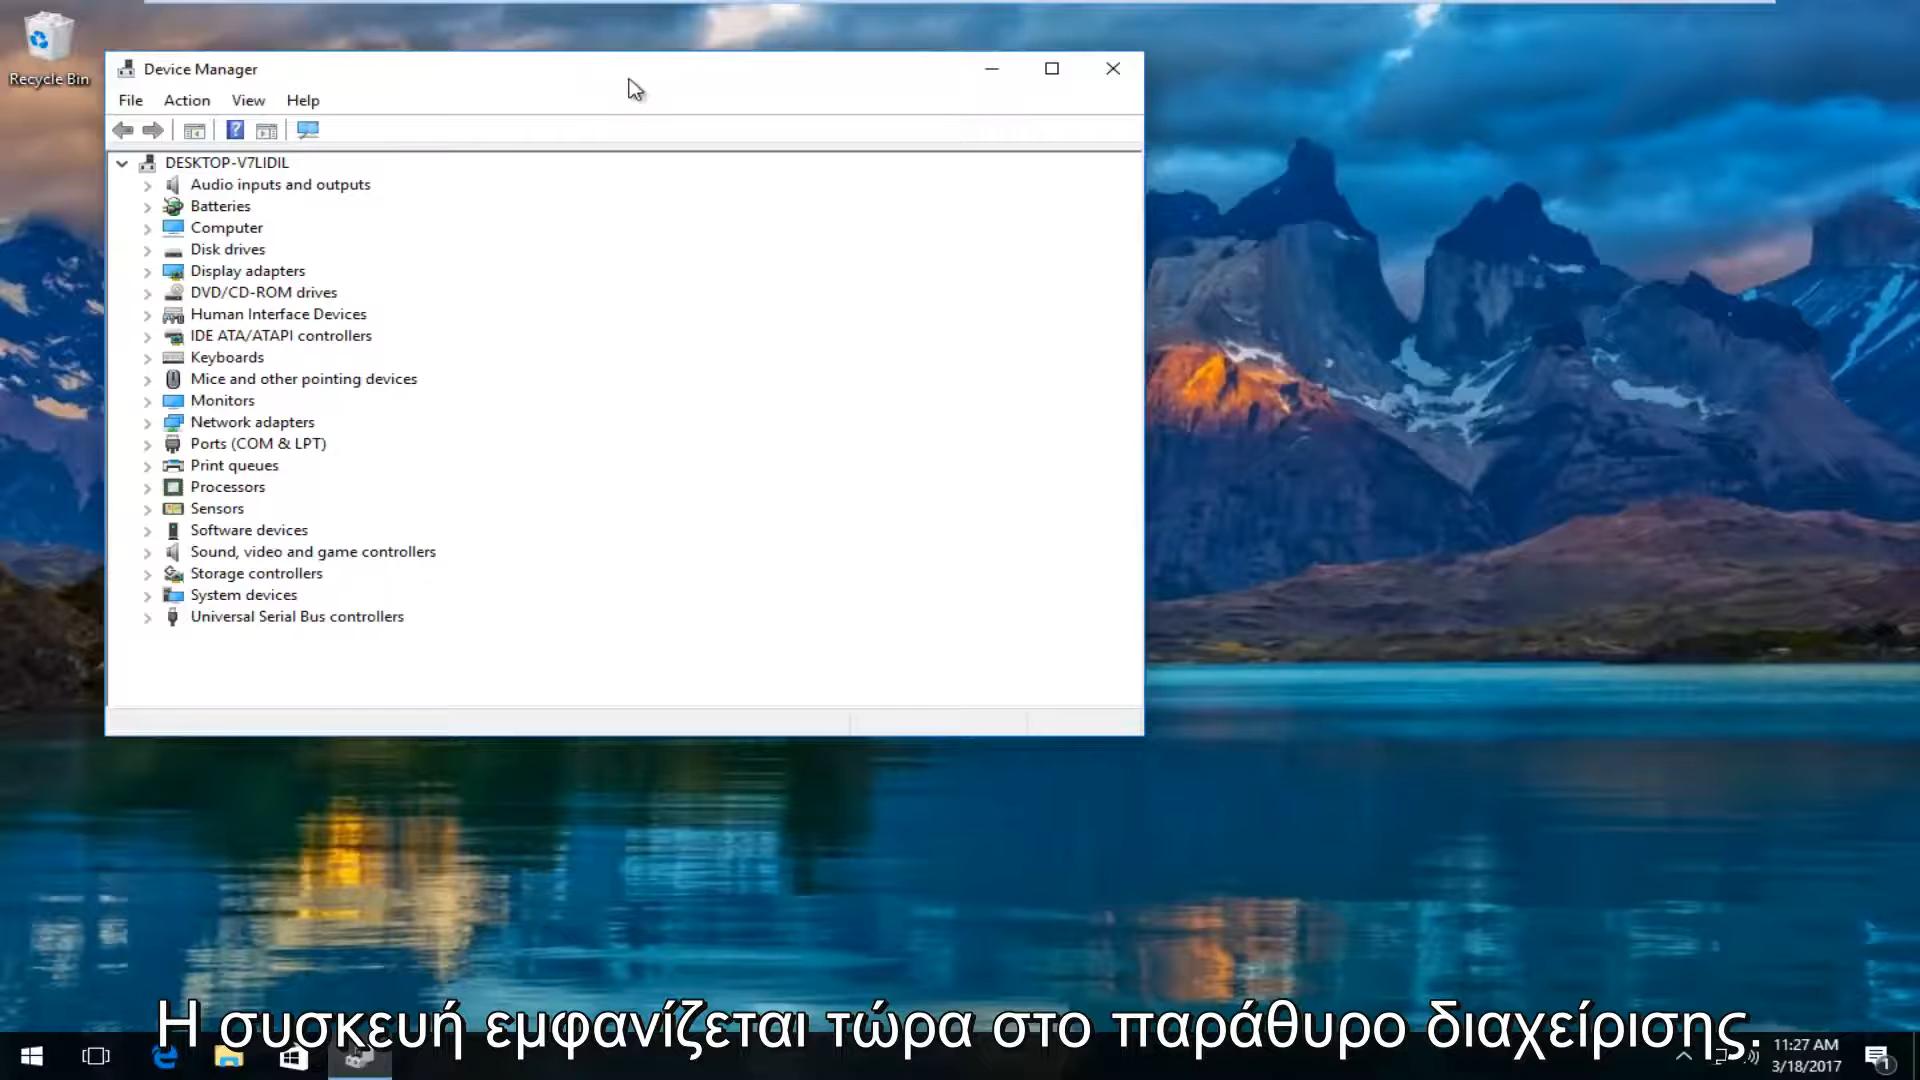 Recycle Bin
Device Manager
File Action View Help
DESKTOP-V7LIDIL
Audio inputs and outputs
Batteries
Computer
Disk drives
Display adapters
DVD/CD-ROM drives
Human Interface Devices
IDE ATA/ATAPI controllers
Keyboards
Mice and other pointing devices
Monitors
Network adapters
Ports (COM & LPT)
Print queues
Processors
Sensors
Software devices
Sound, video and game controllers
Storage controllers
System devices
Universal Serial Bus controllers
Η συσκευή εμφανίζεται τώρα στο παράθυρο διαχείρισης.
11:27 AM
3/18/2017
1